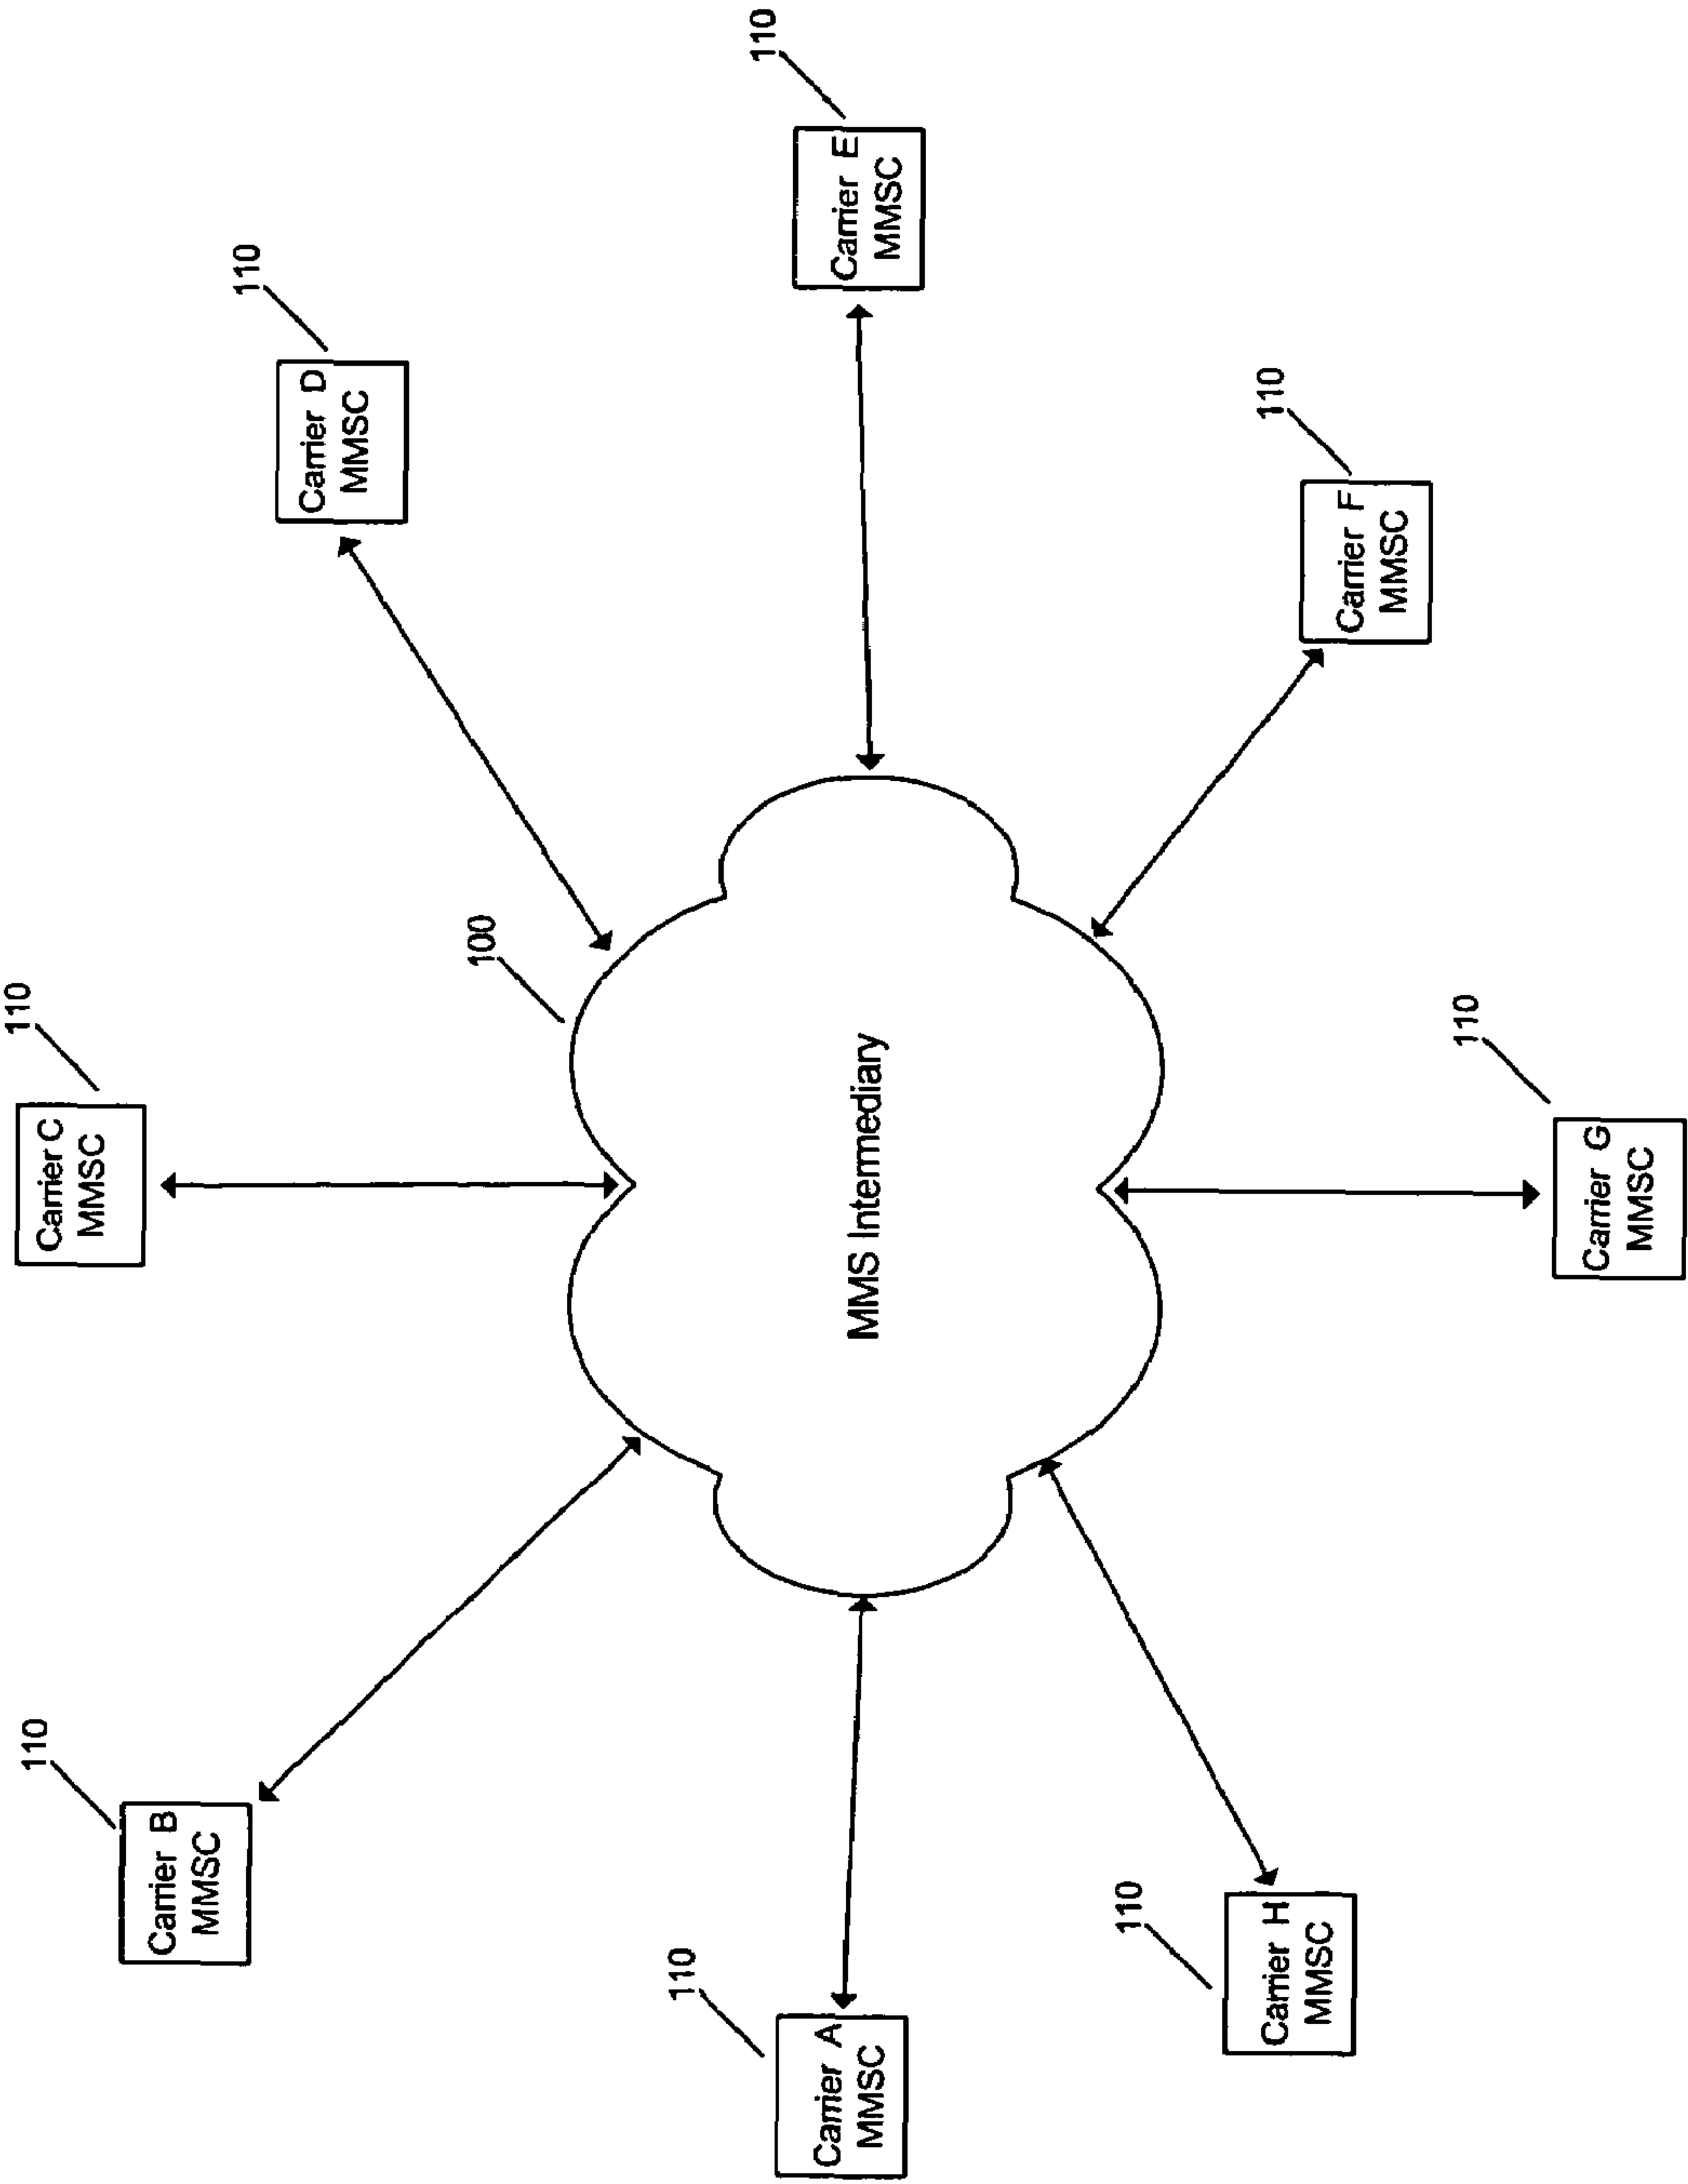 110
Carrier C
MMSC
110
Carrier B
MMSC
110
Carrier D
MMSC
100
110
Carrier A
MMSC
MMS Intermediary
110
Carrier E
MMSC
110
Carrier H
MMSC
110
Carrier F
MMSC
110
Carrier G
MMSC